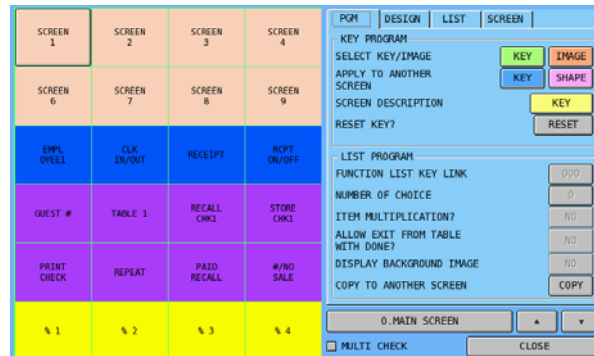 SCREEN
1
SCREEN
2
SCREEN
3
SCREEN
4
SCREEN
6
SCREEN
7
SCREEN
8
SCREEN
9
EMPL
OYEE1
CLK
IN/OUT
RECEIPT
RCPT
ON/OFF
GUEST #
TABLE 1
RECALL
CHK1
STORE
CHK1
PRINT
CHECK
REPEAT
PAID
RECALL
#/NO
SALE
% 1
% 2
% 3
% 4
PGM DESIGN LIST SCREEN
KEY PROGRAM
SELECT KEY/IMAGE KEY IMAGE
APPLY TO ANOTHER
SCREEN KEY SHAPE
SCREEN DESCRIPTION KEY
RESET KEY? RESET
LIST PROGRAM
FUNCTION LIST KEY LINK 000
NUMBER OF CHOICE 0
ITEM MULTIPLICATION? NO
ALLOW EXIT FROM TABLE
WITH DONE? NO
DISPLAY BACKGROUND IMAGE NO
COPY TO ANOTHER SCREEN COPY
0.MAIN SCREEN ▲ ▼
MULTI CHECK CLOSE